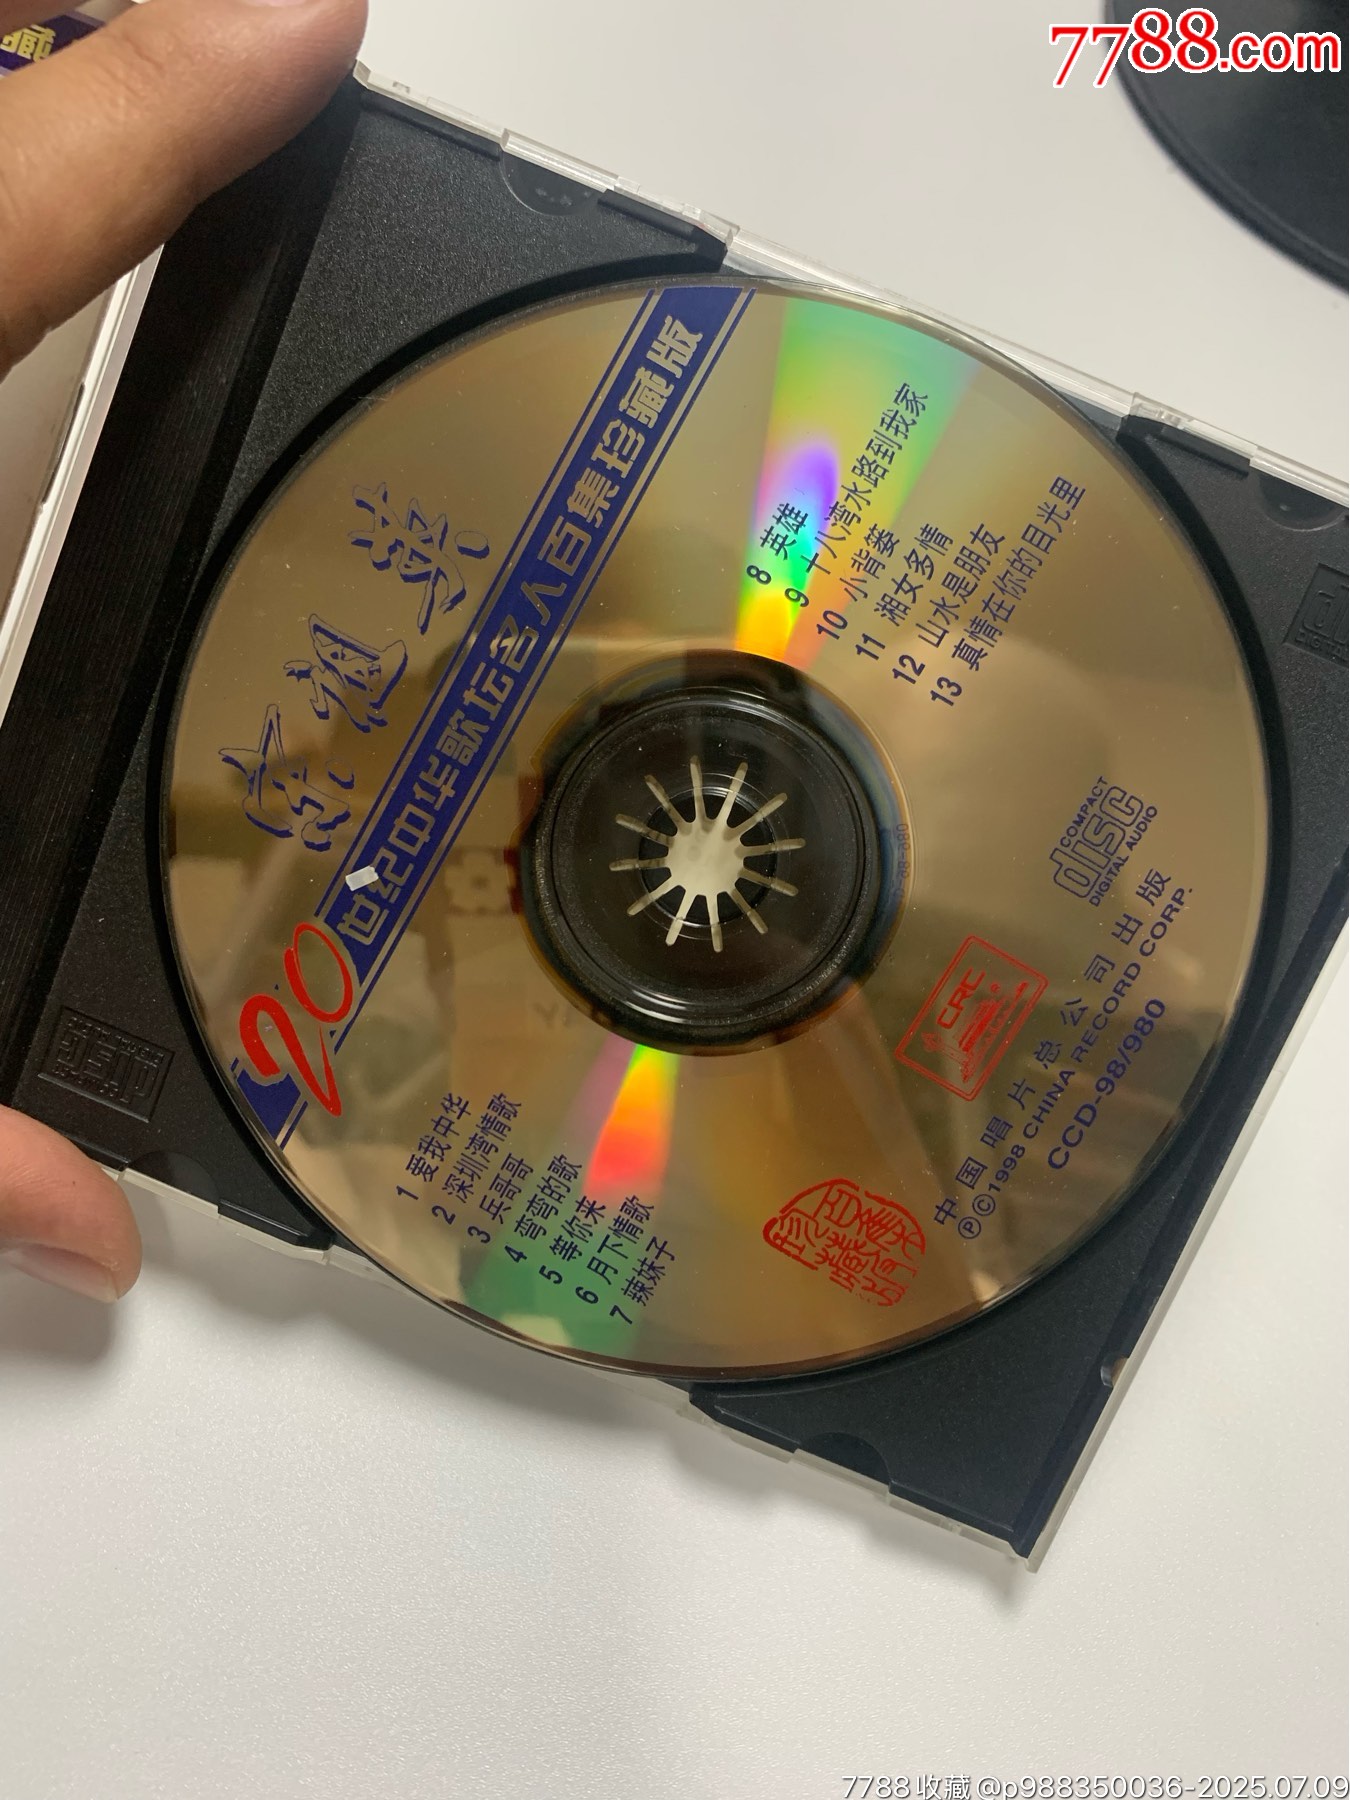 7788.com
藏
宋祖英
20世纪中华歌坛名人百集珍藏版
1 爱我中华
2 深圳湾情歌
3 兵哥哥
4 弯弯的歌
5 等你来
6 月下情歌
7 辣妹子
8 英雄
9 十八湾水路到我家
10 小背篓
11 湘女多情
12 山水是朋友
13 真情在你的目光里
COMPACT
disc
DIGITAL AUDIO
CRC
中国唱片总公司出版
ⓅⒸ1998 CHINA RECORD CORP.
CCD-98/980
7788收藏@p988350036-2025.07.09